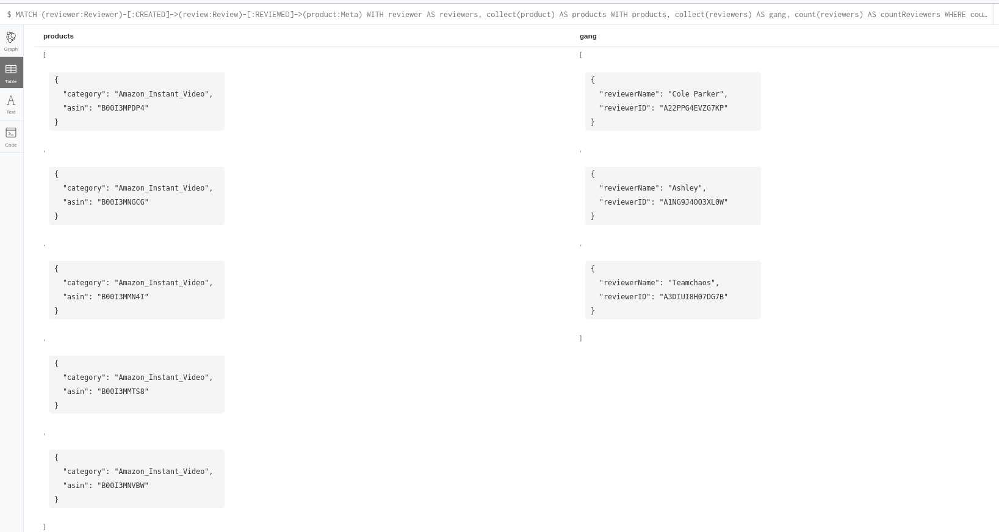 $ MATCH (reviewer:Reviewer)-[:CREATED]->(review:Review)-[:REVIEWED]->(product:Meta) WITH reviewer AS reviewers, collect(product) AS products WITH products, collect(reviewers) AS gang, count(reviewers) AS countReviewers WHERE cou…
Graph
Table
Text
Code
products
[
{
"category": "Amazon_Instant_Video",
"asin": "B00I3MPDP4"
}
,
{
"category": "Amazon_Instant_Video",
"asin": "B00I3MNGCG"
}
,
{
"category": "Amazon_Instant_Video",
"asin": "B00I3MMN4I"
}
,
{
"category": "Amazon_Instant_Video",
"asin": "B00I3MMTS8"
}
,
{
"category": "Amazon_Instant_Video",
"asin": "B00I3MNVBW"
}
]
gang
[
{
"reviewerName": "Cole Parker",
"reviewerID": "A22PPG4EVZG7KP"
}
,
{
"reviewerName": "Ashley",
"reviewerID": "A1NG9J4OO3XL0W"
}
,
{
"reviewerName": "Teamchaos",
"reviewerID": "A3DIUI8H07DG7B"
}
]